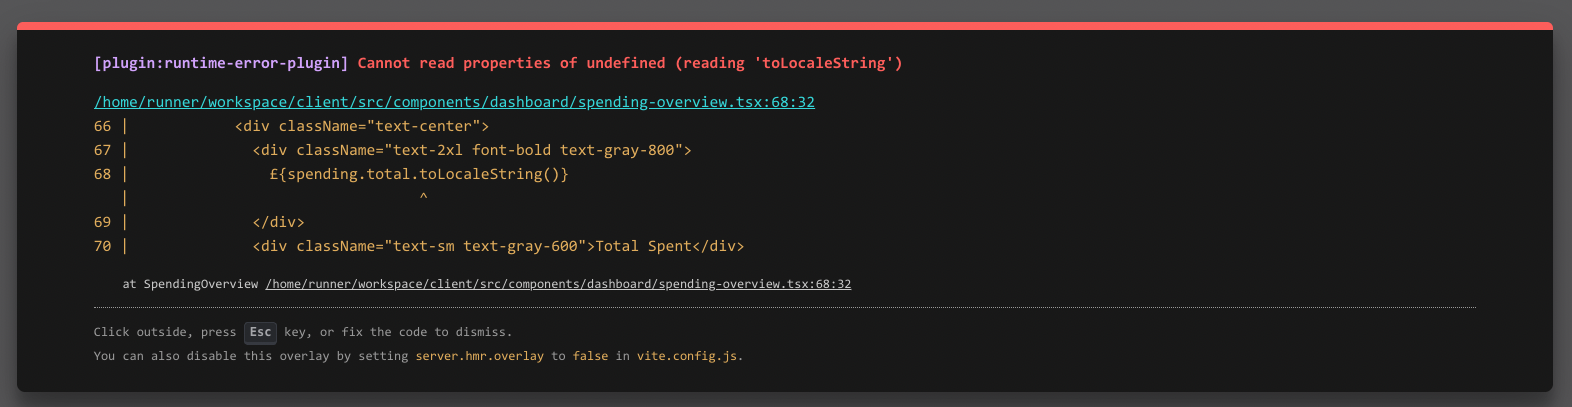 [plugin:runtime-error-plugin] Cannot read properties of undefined (reading 'toLocaleString')
/home/runner/workspace/client/src/components/dashboard/spending-overview.tsx:68:32
66 |            <div className="text-center">
67 |              <div className="text-2xl font-bold text-gray-800">
68 |                £{spending.total.toLocaleString()}
   |                                 ^
69 |              </div>
70 |              <div className="text-sm text-gray-600">Total Spent</div>
at SpendingOverview /home/runner/workspace/client/src/components/dashboard/spending-overview.tsx:68:32
Click outside, press Esc key, or fix the code to dismiss.
You can also disable this overlay by setting server.hmr.overlay to false in vite.config.js.